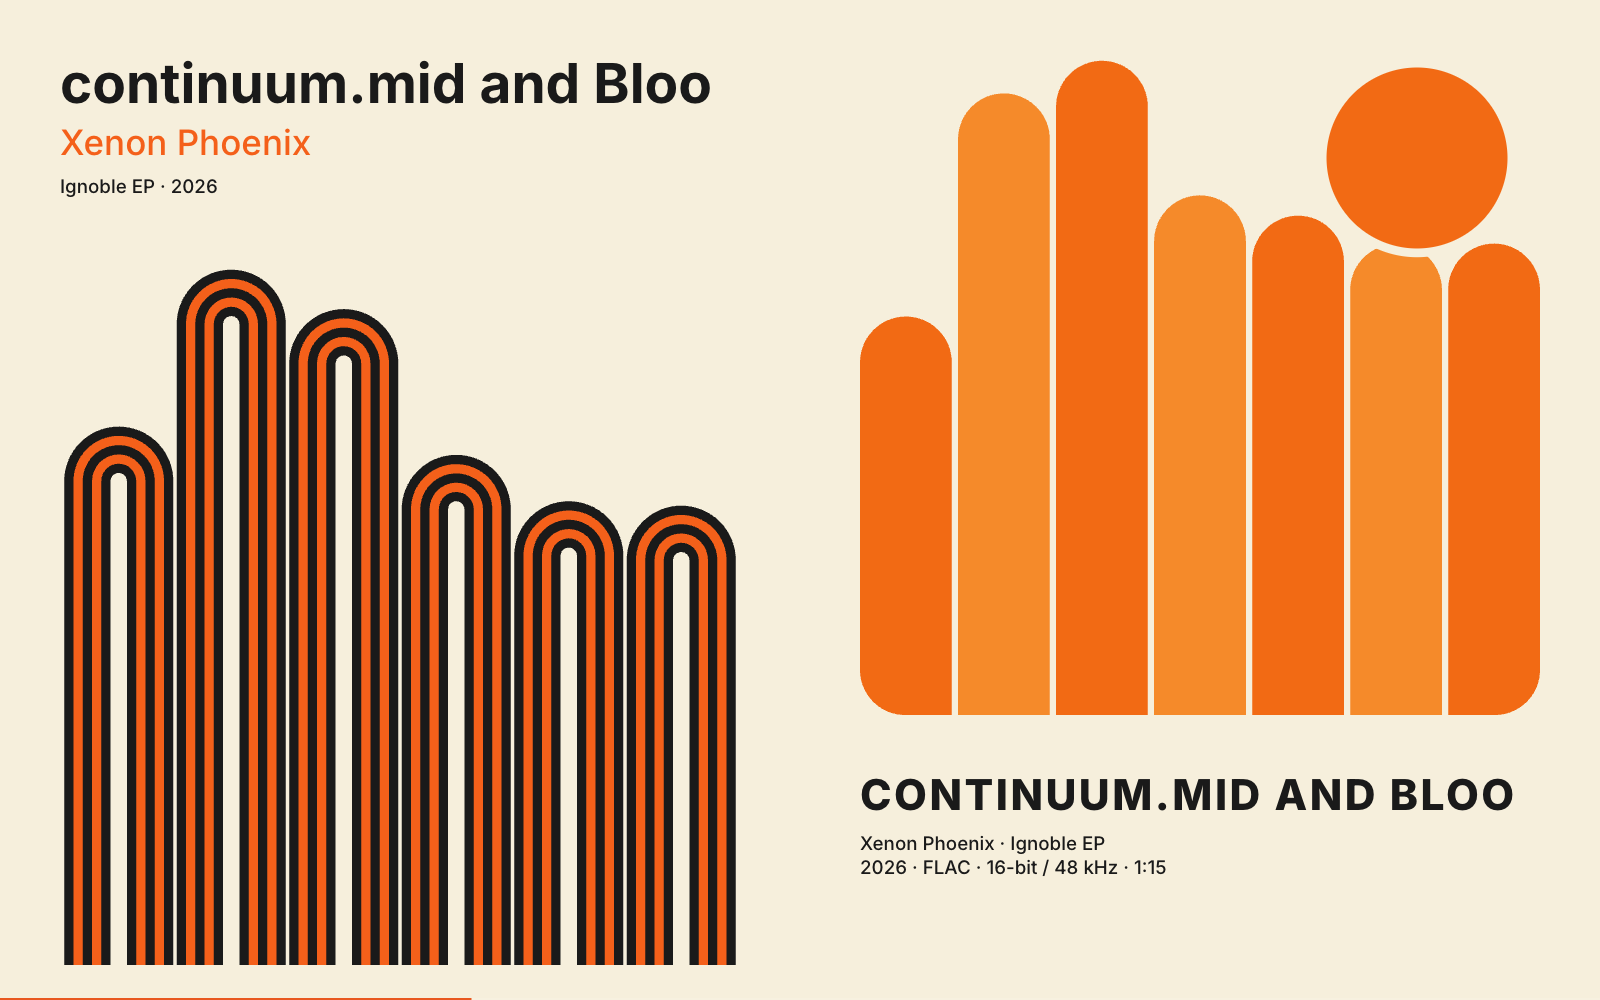 continuum.mid and Bloo
Xenon Phoenix
Ignoble EP · 2026
CONTINUUM.MID AND BLOO
Xenon Phoenix · Ignoble EP
2026 · FLAC · 16-bit / 48 kHz · 1:15